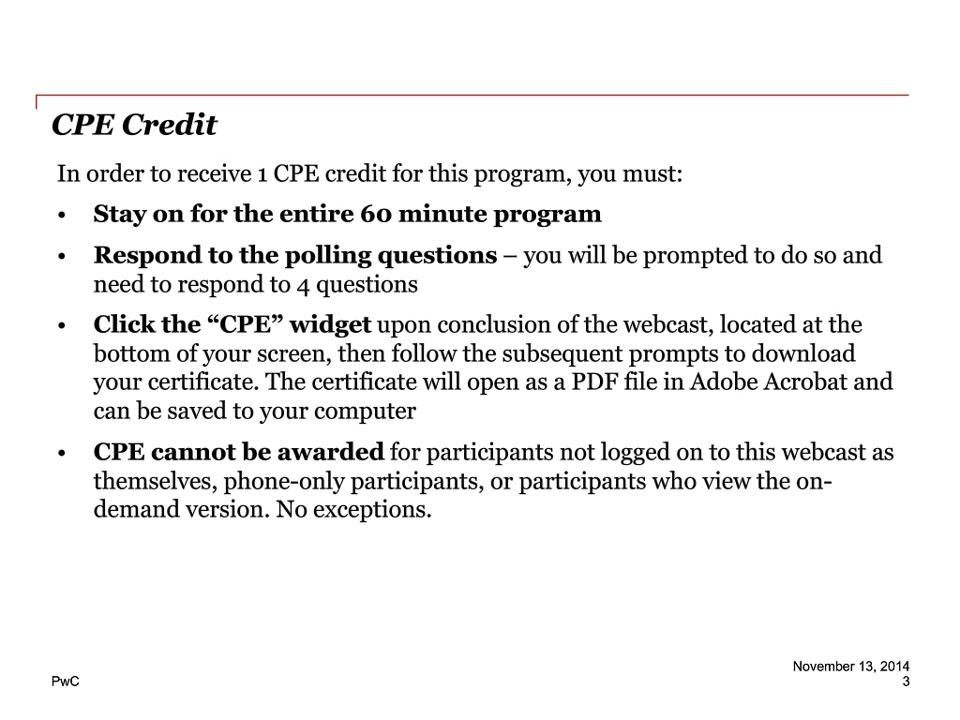 CPE Credit
In order to receive 1 CPE credit for this program, you must:
• Stay on for the entire 60 minute program
• Respond to the polling questions – you will be prompted to do so and
need to respond to 4 questions
• Click the “CPE” widget upon conclusion of the webcast, located at the
bottom of your screen, then follow the subsequent prompts to download
your certificate. The certificate will open as a PDF file in Adobe Acrobat and
can be saved to your computer
• CPE cannot be awarded for participants not logged on to this webcast as
themselves, phone-only participants, or participants who view the on-
demand version. No exceptions.
November 13, 2014
PwC
3